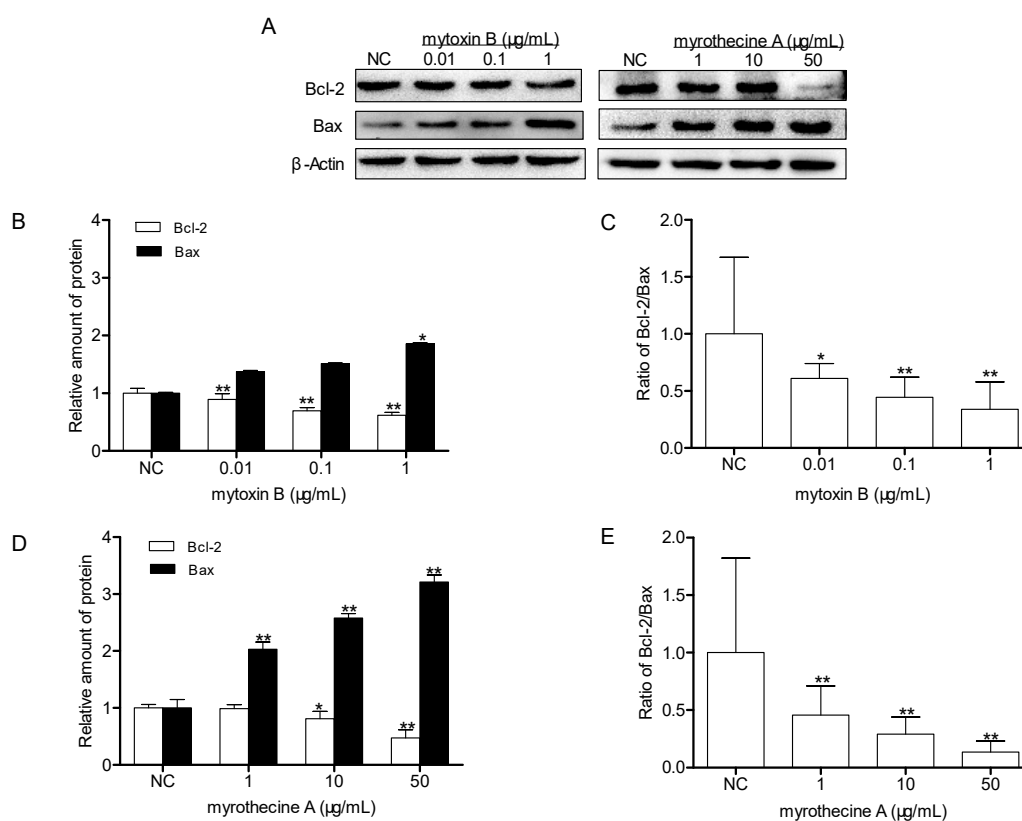 A
mytoxin B (µg/mL)
NC 0.01 0.1 1
myrothecine A (µg/mL)
NC 1 10 50
Bcl-2
Bax
β-Actin
B
Bcl-2
Bax
Relative amount of protein
4
3
2
1
0
** ** ** *
NC 0.01 0.1 1
mytoxin B (µg/mL)
C
Ratio of Bcl-2/Bax
2.0
1.5
1.0
0.5
0.0
* ** **
NC 0.01 0.1 1
mytoxin B (µg/mL)
D
Bcl-2
Bax
Relative amount of protein
4
3
2
1
0
** * ** ** **
NC 1 10 50
myrothecine A (µg/mL)
E
Ratio of Bcl-2/Bax
2.0
1.5
1.0
0.5
0.0
** ** **
NC 1 10 50
myrothecine A (µg/mL)